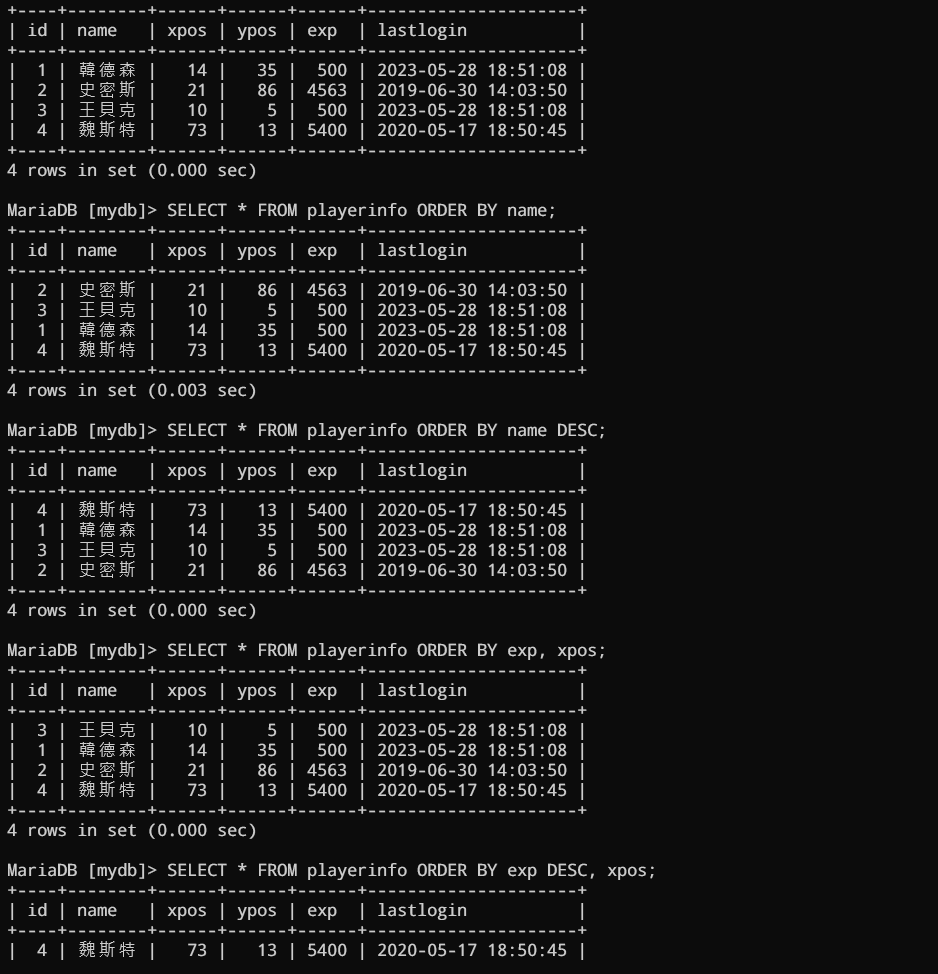 +----+--------+------+------+------+---------------------+
| id | name   | xpos | ypos | exp  | lastlogin           |
+----+--------+------+------+------+---------------------+
|  1 | 韓德森 |   14 |   35 |  500 | 2023-05-28 18:51:08 |
|  2 | 史密斯 |   21 |   86 | 4563 | 2019-06-30 14:03:50 |
|  3 | 王貝克 |   10 |    5 |  500 | 2023-05-28 18:51:08 |
|  4 | 魏斯特 |   73 |   13 | 5400 | 2020-05-17 18:50:45 |
+----+--------+------+------+------+---------------------+
4 rows in set (0.000 sec)
MariaDB [mydb]> SELECT * FROM playerinfo ORDER BY name;
+----+--------+------+------+------+---------------------+
| id | name   | xpos | ypos | exp  | lastlogin           |
+----+--------+------+------+------+---------------------+
|  2 | 史密斯 |   21 |   86 | 4563 | 2019-06-30 14:03:50 |
|  3 | 王貝克 |   10 |    5 |  500 | 2023-05-28 18:51:08 |
|  1 | 韓德森 |   14 |   35 |  500 | 2023-05-28 18:51:08 |
|  4 | 魏斯特 |   73 |   13 | 5400 | 2020-05-17 18:50:45 |
+----+--------+------+------+------+---------------------+
4 rows in set (0.003 sec)
MariaDB [mydb]> SELECT * FROM playerinfo ORDER BY name DESC;
+----+--------+------+------+------+---------------------+
| id | name   | xpos | ypos | exp  | lastlogin           |
+----+--------+------+------+------+---------------------+
|  4 | 魏斯特 |   73 |   13 | 5400 | 2020-05-17 18:50:45 |
|  1 | 韓德森 |   14 |   35 |  500 | 2023-05-28 18:51:08 |
|  3 | 王貝克 |   10 |    5 |  500 | 2023-05-28 18:51:08 |
|  2 | 史密斯 |   21 |   86 | 4563 | 2019-06-30 14:03:50 |
+----+--------+------+------+------+---------------------+
4 rows in set (0.000 sec)
MariaDB [mydb]> SELECT * FROM playerinfo ORDER BY exp, xpos;
+----+--------+------+------+------+---------------------+
| id | name   | xpos | ypos | exp  | lastlogin           |
+----+--------+------+------+------+---------------------+
|  3 | 王貝克 |   10 |    5 |  500 | 2023-05-28 18:51:08 |
|  1 | 韓德森 |   14 |   35 |  500 | 2023-05-28 18:51:08 |
|  2 | 史密斯 |   21 |   86 | 4563 | 2019-06-30 14:03:50 |
|  4 | 魏斯特 |   73 |   13 | 5400 | 2020-05-17 18:50:45 |
+----+--------+------+------+------+---------------------+
4 rows in set (0.000 sec)
MariaDB [mydb]> SELECT * FROM playerinfo ORDER BY exp DESC, xpos;
+----+--------+------+------+------+---------------------+
| id | name   | xpos | ypos | exp  | lastlogin           |
+----+--------+------+------+------+---------------------+
|  4 | 魏斯特 |   73 |   13 | 5400 | 2020-05-17 18:50:45 |